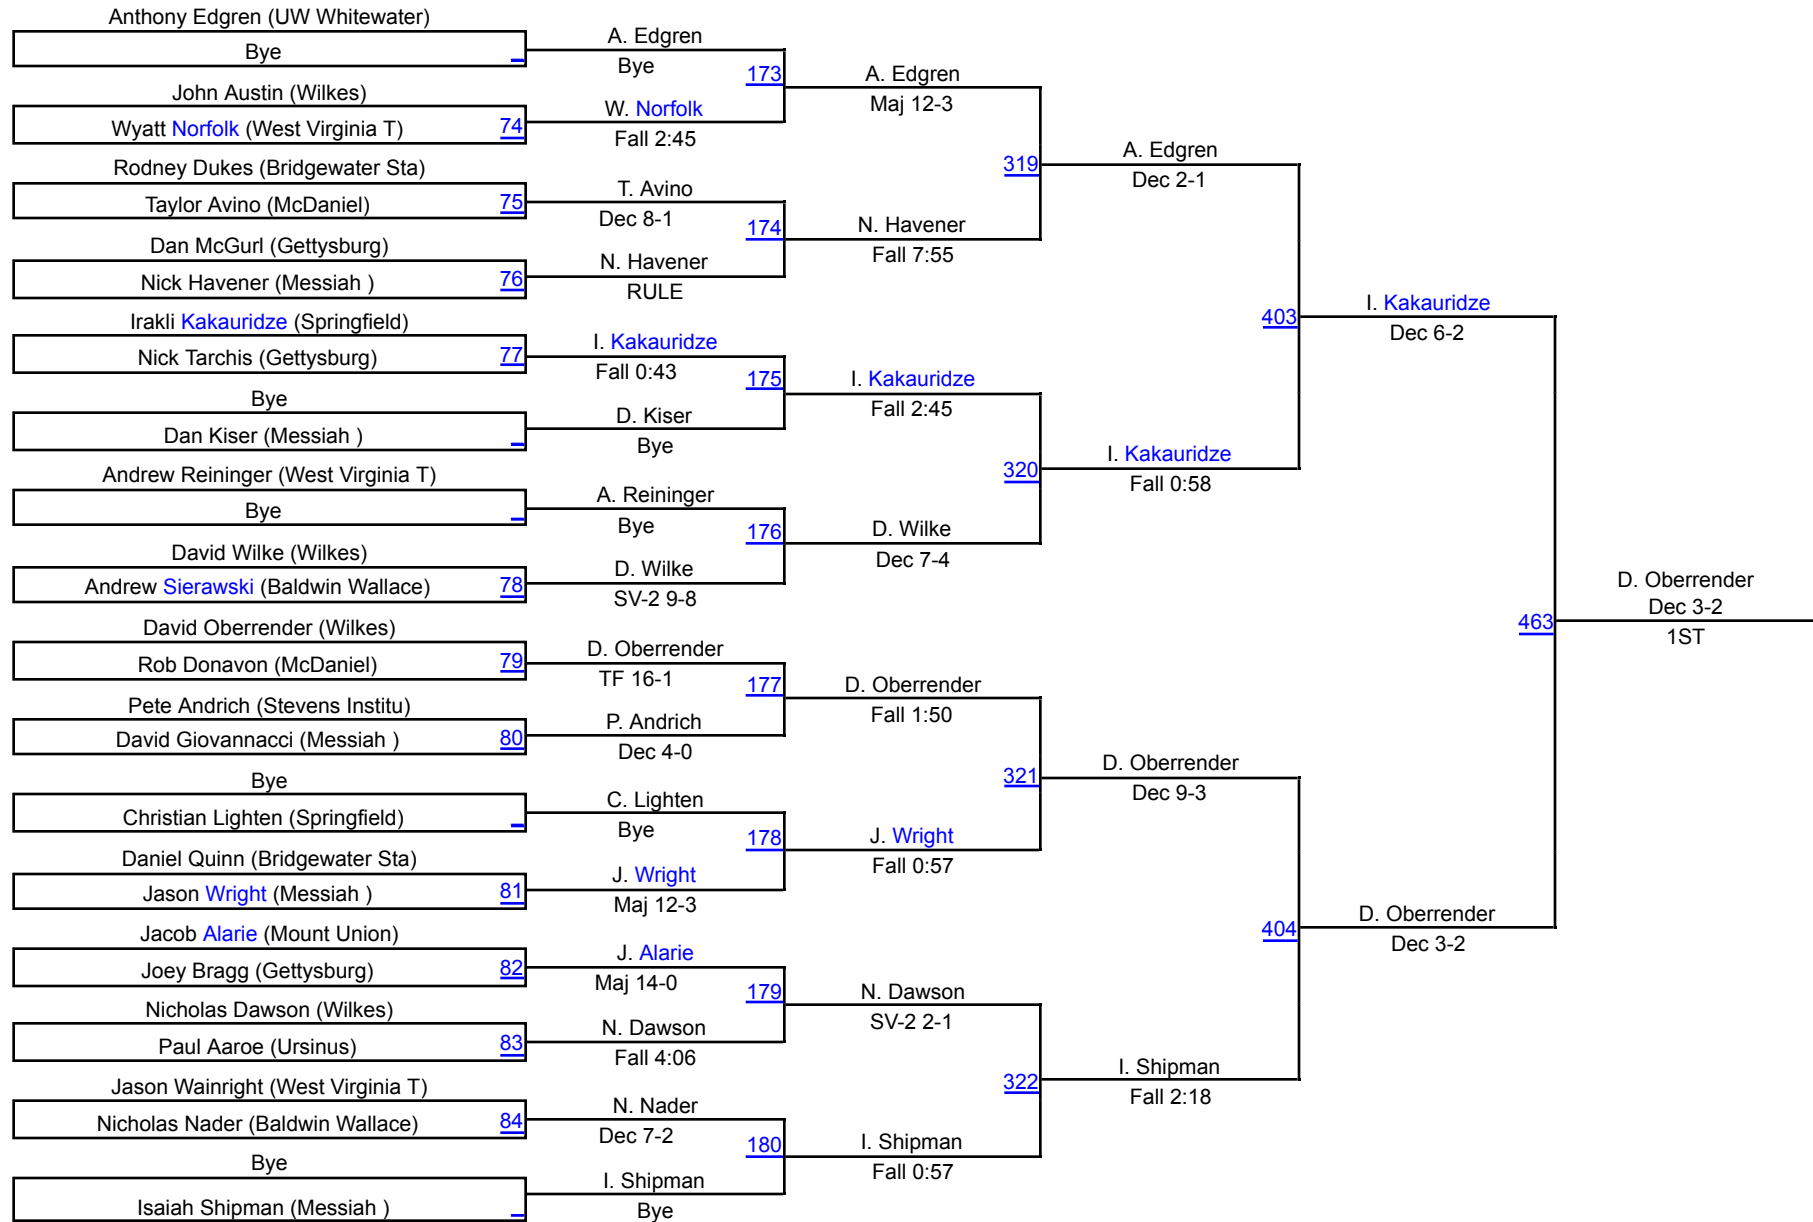 Anthony Edgren (UW Whitewater)
Bye
John Austin (Wilkes)
Wyatt Norfolk (West Virginia T) 74
Rodney Dukes (Bridgewater Sta)
Taylor Avino (McDaniel) 75
Dan McGurl (Gettysburg)
Nick Havener (Messiah ) 76
Irakli Kakauridze (Springfield)
Nick Tarchis (Gettysburg) 77
Bye
Dan Kiser (Messiah )
Andrew Reininger (West Virginia T)
Bye
David Wilke (Wilkes)
Andrew Sierawski (Baldwin Wallace) 78
David Oberrender (Wilkes)
Rob Donavon (McDaniel) 79
Pete Andrich (Stevens Institu)
David Giovannacci (Messiah ) 80
Bye
Christian Lighten (Springfield)
Daniel Quinn (Bridgewater Sta)
Jason Wright (Messiah ) 81
Jacob Alarie (Mount Union)
Joey Bragg (Gettysburg) 82
Nicholas Dawson (Wilkes)
Paul Aaroe (Ursinus) 83
Jason Wainright (West Virginia T)
Nicholas Nader (Baldwin Wallace) 84
Bye
Isaiah Shipman (Messiah )
A. Edgren
Bye
173
W. Norfolk
Fall 2:45
T. Avino
Dec 8-1
174
N. Havener
RULE
I. Kakauridze
Fall 0:43
175
D. Kiser
Bye
A. Reininger
Bye
176
D. Wilke
SV-2 9-8
D. Oberrender
TF 16-1
177
P. Andrich
Dec 4-0
C. Lighten
Bye
178
J. Wright
Maj 12-3
J. Alarie
Maj 14-0
179
N. Dawson
Fall 4:06
N. Nader
Dec 7-2
180
I. Shipman
Bye
A. Edgren
Maj 12-3
319
N. Havener
Fall 7:55
I. Kakauridze
Fall 2:45
320
D. Wilke
Dec 7-4
D. Oberrender
Fall 1:50
321
J. Wright
Fall 0:57
N. Dawson
SV-2 2-1
322
I. Shipman
Fall 0:57
A. Edgren
Dec 2-1
403
I. Kakauridze
Fall 0:58
D. Oberrender
Dec 9-3
404
I. Shipman
Fall 2:18
I. Kakauridze
Dec 6-2
463
D. Oberrender
Dec 3-2
D. Oberrender
Dec 3-2
1ST